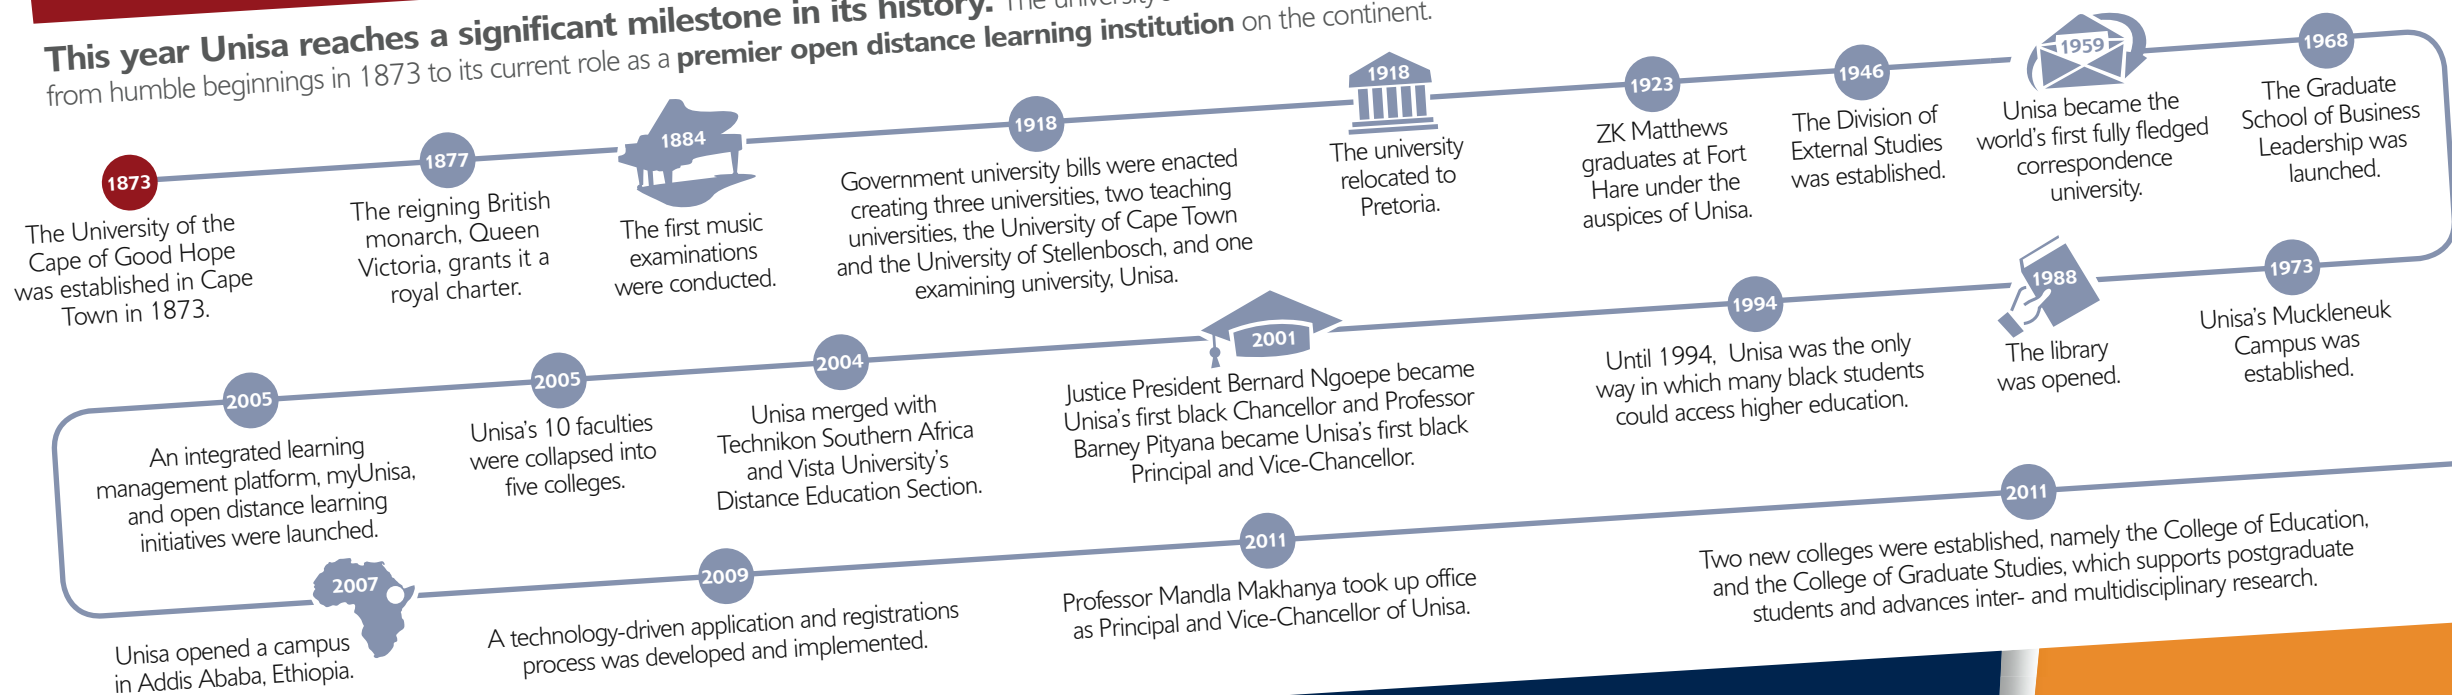 This year Unisa reaches a significant milestone in its history. The university's
from humble beginnings in 1873 to its current role as a premier open distance learning institution on the continent.
1873
The University of the
Cape of Good Hope
was established in Cape
Town in 1873.
1877
The reigning British
monarch, Queen
Victoria, grants it a
royal charter.
1884
The first music
examinations
were conducted.
1918
Government university bills were enacted
creating three universities, two teaching
universities, the University of Cape Town
and the University of Stellenbosch, and one
examining university, Unisa.
1918
The university
relocated to
Pretoria.
1923
ZK Matthews
graduates at Fort
Hare under the
auspices of Unisa.
1946
The Division of
External Studies
was established.
1959
Unisa became the
world's first fully fledged
correspondence
university.
1968
The Graduate
School of Business
Leadership was
launched.
1973
Unisa's Muckleneuk
Campus was
established.
1988
The library
was opened.
1994
Until 1994, Unisa was the only
way in which many black students
could access higher education.
2001
Justice President Bernard Ngoepe became
Unisa's first black Chancellor and Professor
Barney Pityana became Unisa's first black
Principal and Vice-Chancellor.
2004
Unisa merged with
Technikon Southern Africa
and Vista University's
Distance Education Section.
2005
Unisa's 10 faculties
were collapsed into
five colleges.
2005
An integrated learning
management platform, myUnisa,
and open distance learning
initiatives were launched.
2007
Unisa opened a campus
in Addis Ababa, Ethiopia.
2009
A technology-driven application and registrations
process was developed and implemented.
2011
Professor Mandla Makhanya took up office
as Principal and Vice-Chancellor of Unisa.
2011
Two new colleges were established, namely the College of Education,
and the College of Graduate Studies, which supports postgraduate
students and advances inter- and multidisciplinary research.